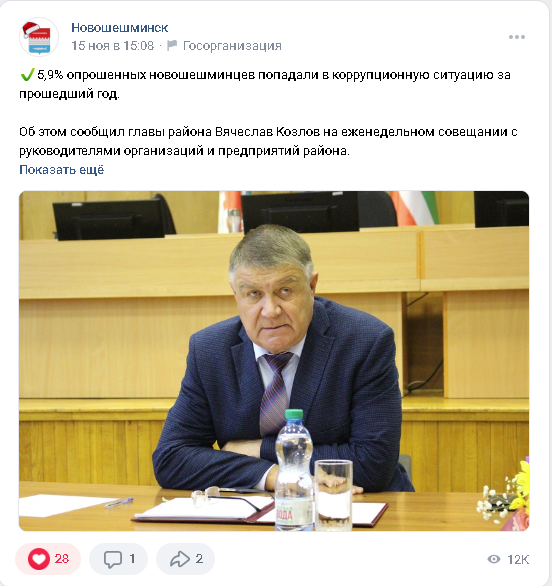 Новошешминск
15 ноя в 15:08 · Госорганизация
✔5,9% опрошенных новошешминцев попадали в коррупционную ситуацию за
прошедший год.
Об этом сообщил главы района Вячеслав Козлов на еженедельном совещании с
руководителями организаций и предприятий района.
Показать ещё
ВОДА
28
1
2
12K